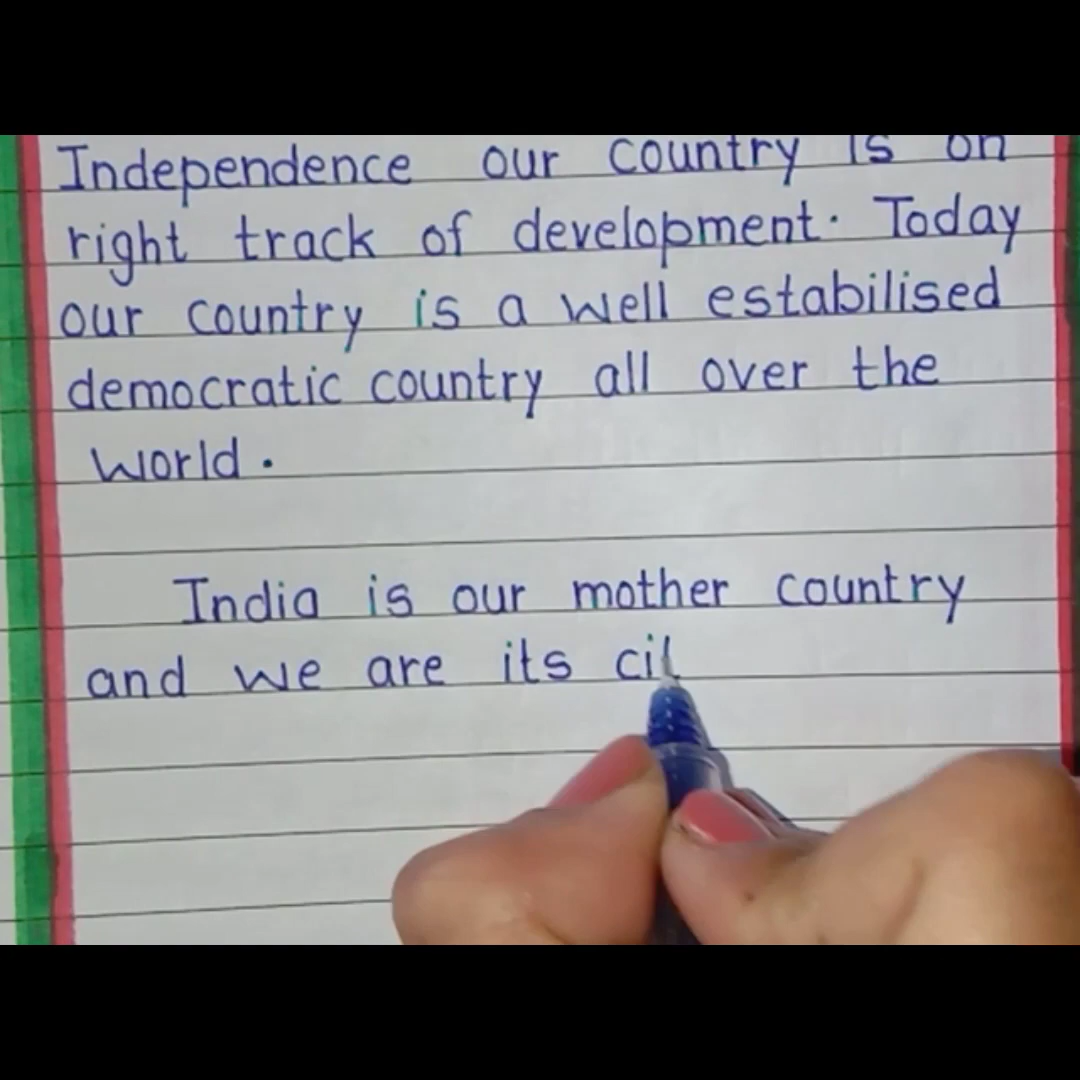 Independence our country is on
right track of development. Today
our country is a well estabilised
democratic country all over the
world.
India is our mother country
and we are its